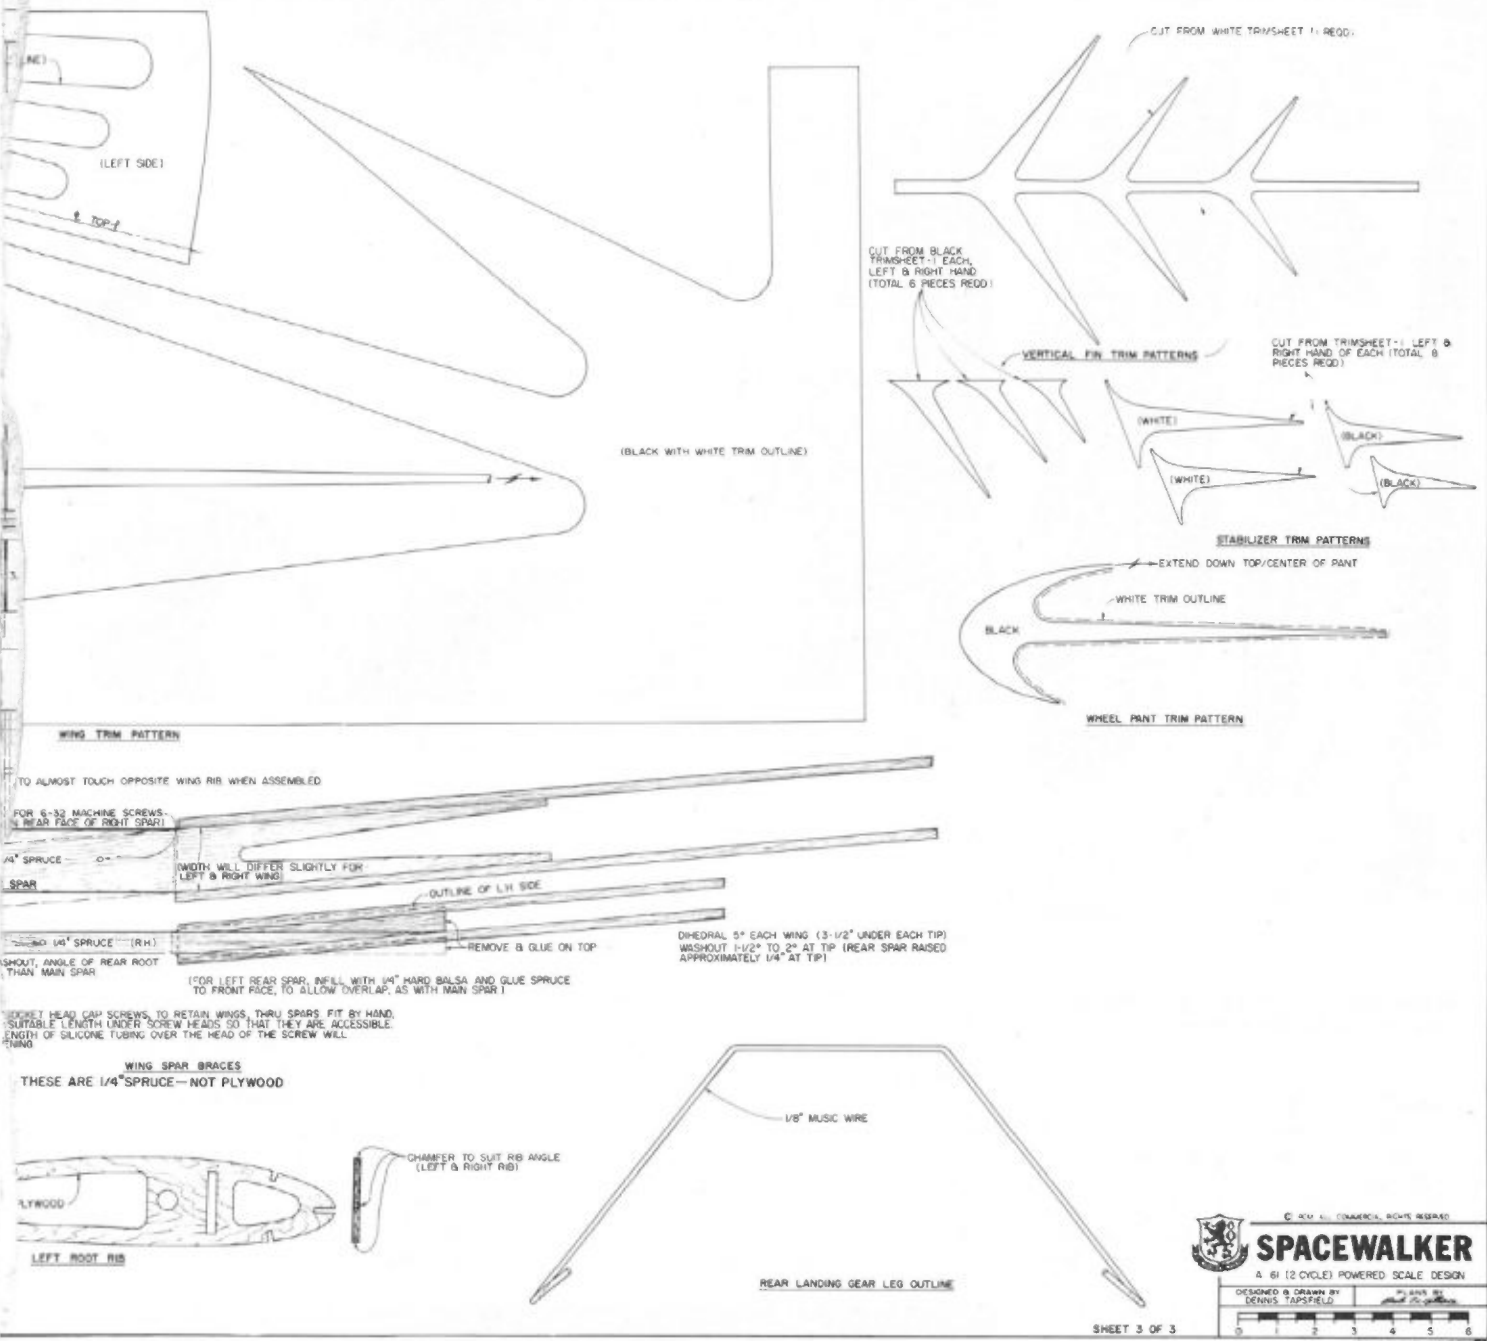 (LEFT SIDE)
℄ TOP
CUT FROM WHITE TRIMSHEET (1 REQD)
CUT FROM BLACK
TRIMSHEET-1 EACH,
LEFT & RIGHT HAND
(TOTAL 6 PIECES REQD)
VERTICAL FIN TRIM PATTERNS
CUT FROM TRIMSHEET-1 LEFT &
RIGHT HAND OF EACH (TOTAL 8
PIECES REQD)
(WHITE)
(BLACK)
(WHITE)
(BLACK)
STABILIZER TRIM PATTERNS
(BLACK WITH WHITE TRIM OUTLINE)
EXTEND DOWN TOP/CENTER OF PANT
WHITE TRIM OUTLINE
BLACK
WHEEL PANT TRIM PATTERN
WING TRIM PATTERN
TO ALMOST TOUCH OPPOSITE WING RIB WHEN ASSEMBLED
FOR 6-32 MACHINE SCREWS
REAR FACE OF RIGHT SPAR)
/4" SPRUCE
SPAR
(WIDTH WILL DIFFER SLIGHTLY FOR
LEFT & RIGHT WING)
OUTLINE OF L.H. SIDE
REMOVE & GLUE ON TOP
1/4" SPRUCE (R.H.)
SHOUT, ANGLE OF REAR ROOT
THAN MAIN SPAR
(FOR LEFT REAR SPAR, INFILL WITH 1/4" HARD BALSA AND GLUE SPRUCE
TO FRONT FACE, TO ALLOW OVERLAP, AS WITH MAIN SPAR.)
DIHEDRAL 5° EACH WING (3-1/2" UNDER EACH TIP)
WASHOUT 1-1/2° TO 2° AT TIP (REAR SPAR RAISED
APPROXIMATELY 1/4" AT TIP)
SOCKET HEAD CAP SCREWS, TO RETAIN WINGS, THRU SPARS. FIT BY HAND,
SUITABLE LENGTH UNDER SCREW HEADS SO THAT THEY ARE ACCESSIBLE.
ENGTH OF SILICONE TUBING OVER THE HEAD OF THE SCREW WILL
ENING
WING SPAR BRACES
THESE ARE 1/4" SPRUCE—NOT PLYWOOD
PLYWOOD
CHAMFER TO SUIT RIB ANGLE
(LEFT & RIGHT RIB)
LEFT ROOT RIB
1/8" MUSIC WIRE
REAR LANDING GEAR LEG OUTLINE
ALL COMMERCIAL RIGHTS RESERVED
SPACEWALKER
A .61 (2 CYCLE) POWERED SCALE DESIGN
DESIGNED & DRAWN BY
DENNIS TAPSFIELD
PLANS BY
0 1 2 3 4 5 6
SHEET 3 OF 3